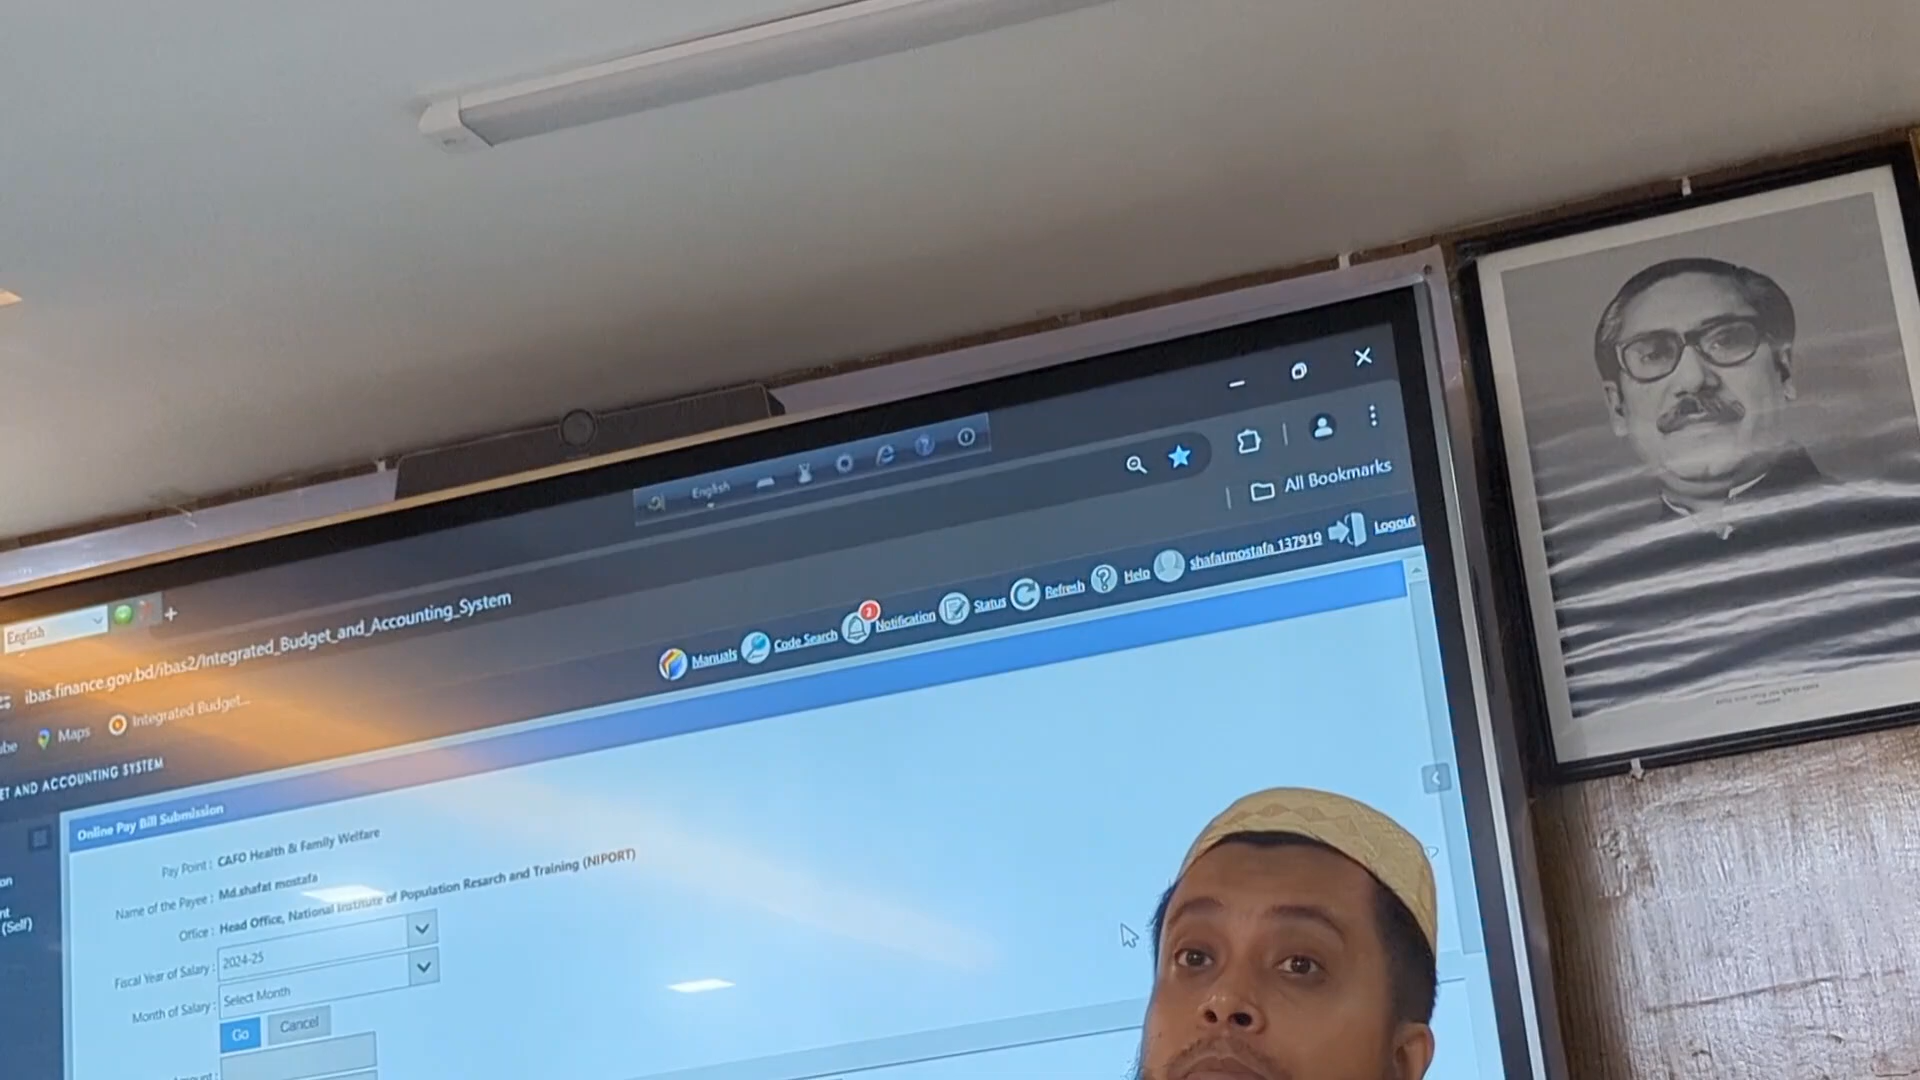 English
English
ibas.finance.gov.bd/ibas2/Integrated_Budget_and_Accounting_System
All Bookmarks
Maps
Integrated Budget...
Manuals
Code Search
2
Notification
Status
Refresh
Help
shafatmostafa 137919
Logout
AND ACCOUNTING SYSTEM
(Self)
Online Pay Bill Submission
Pay Point : CAFO Health & Family Welfare
Name of the Payee : Md.shafat mostafa
Office : Head Office, National Institute of Population Resarch and Training (NIPORT)
Fiscal Year of Salary : 2024-25
Month of Salary : Select Month
Go
Cancel